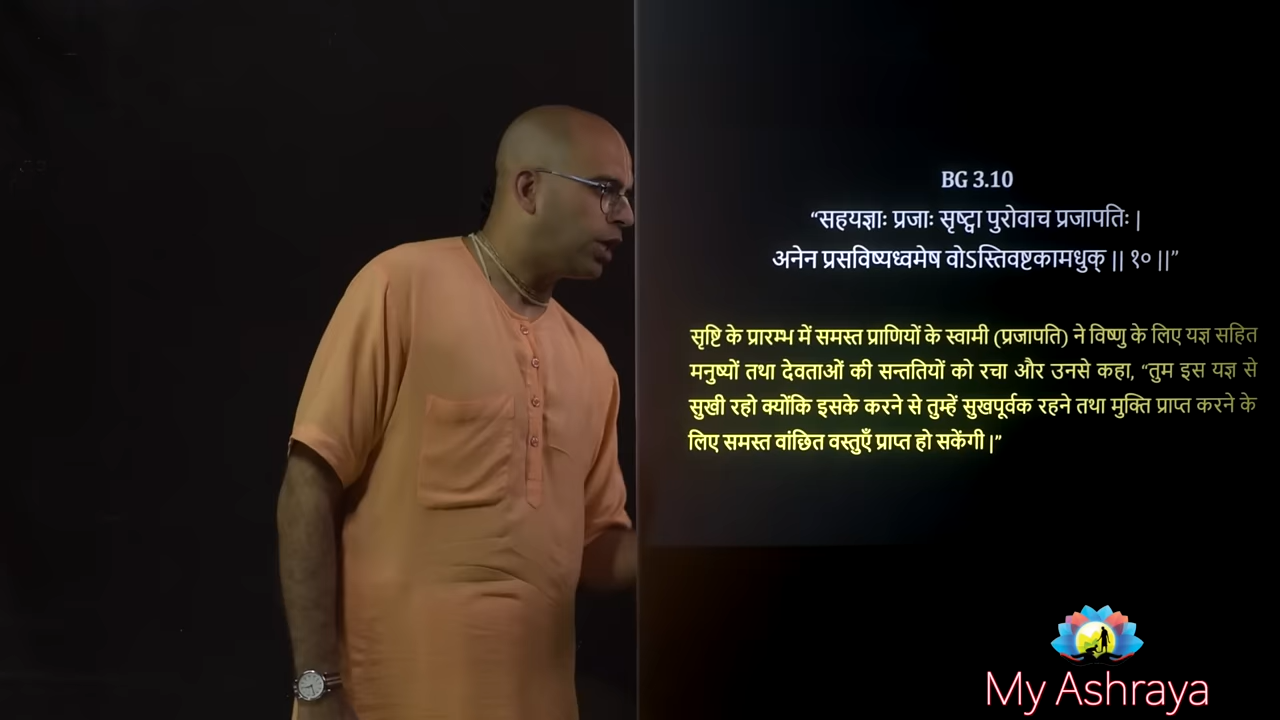 BG 3.10
“सहयज्ञाः प्रजाः सृष्ट्वा पुरोवाच प्रजापतिः |
अनेन प्रसविष्यध्वमेष वोऽस्तिवष्टकामधुक् || १० ||”
सृष्टि के प्रारम्भ में समस्त प्राणियों के स्वामी (प्रजापति) ने विष्णु के लिए यज्ञ सहित
मनुष्यों तथा देवताओं की सन्ततियों को रचा और उनसे कहा, “तुम इस यज्ञ से
सुखी रहो क्योंकि इसके करने से तुम्हें सुखपूर्वक रहने तथा मुक्ति प्राप्त करने के
लिए समस्त वांछित वस्तुएँ प्राप्त हो सकेंगी |”
My Ashraya